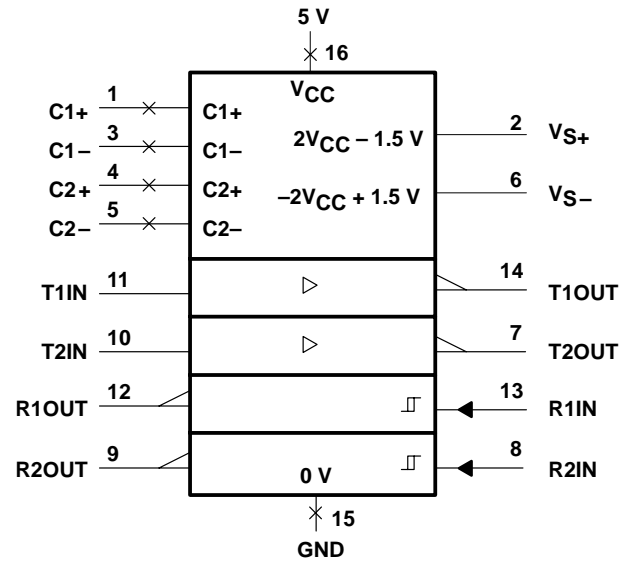 5 V
16
VCC
C1+ 1 C1+
C1– 3 C1–
C2+ 4 C2+
C2– 5 C2–
2VCC – 1.5 V 2 VS+
–2VCC + 1.5 V 6 VS–
T1IN 11 14 T1OUT
T2IN 10 7 T2OUT
R1OUT 12 13 R1IN
R2OUT 9 8 R2IN
0 V
15
GND